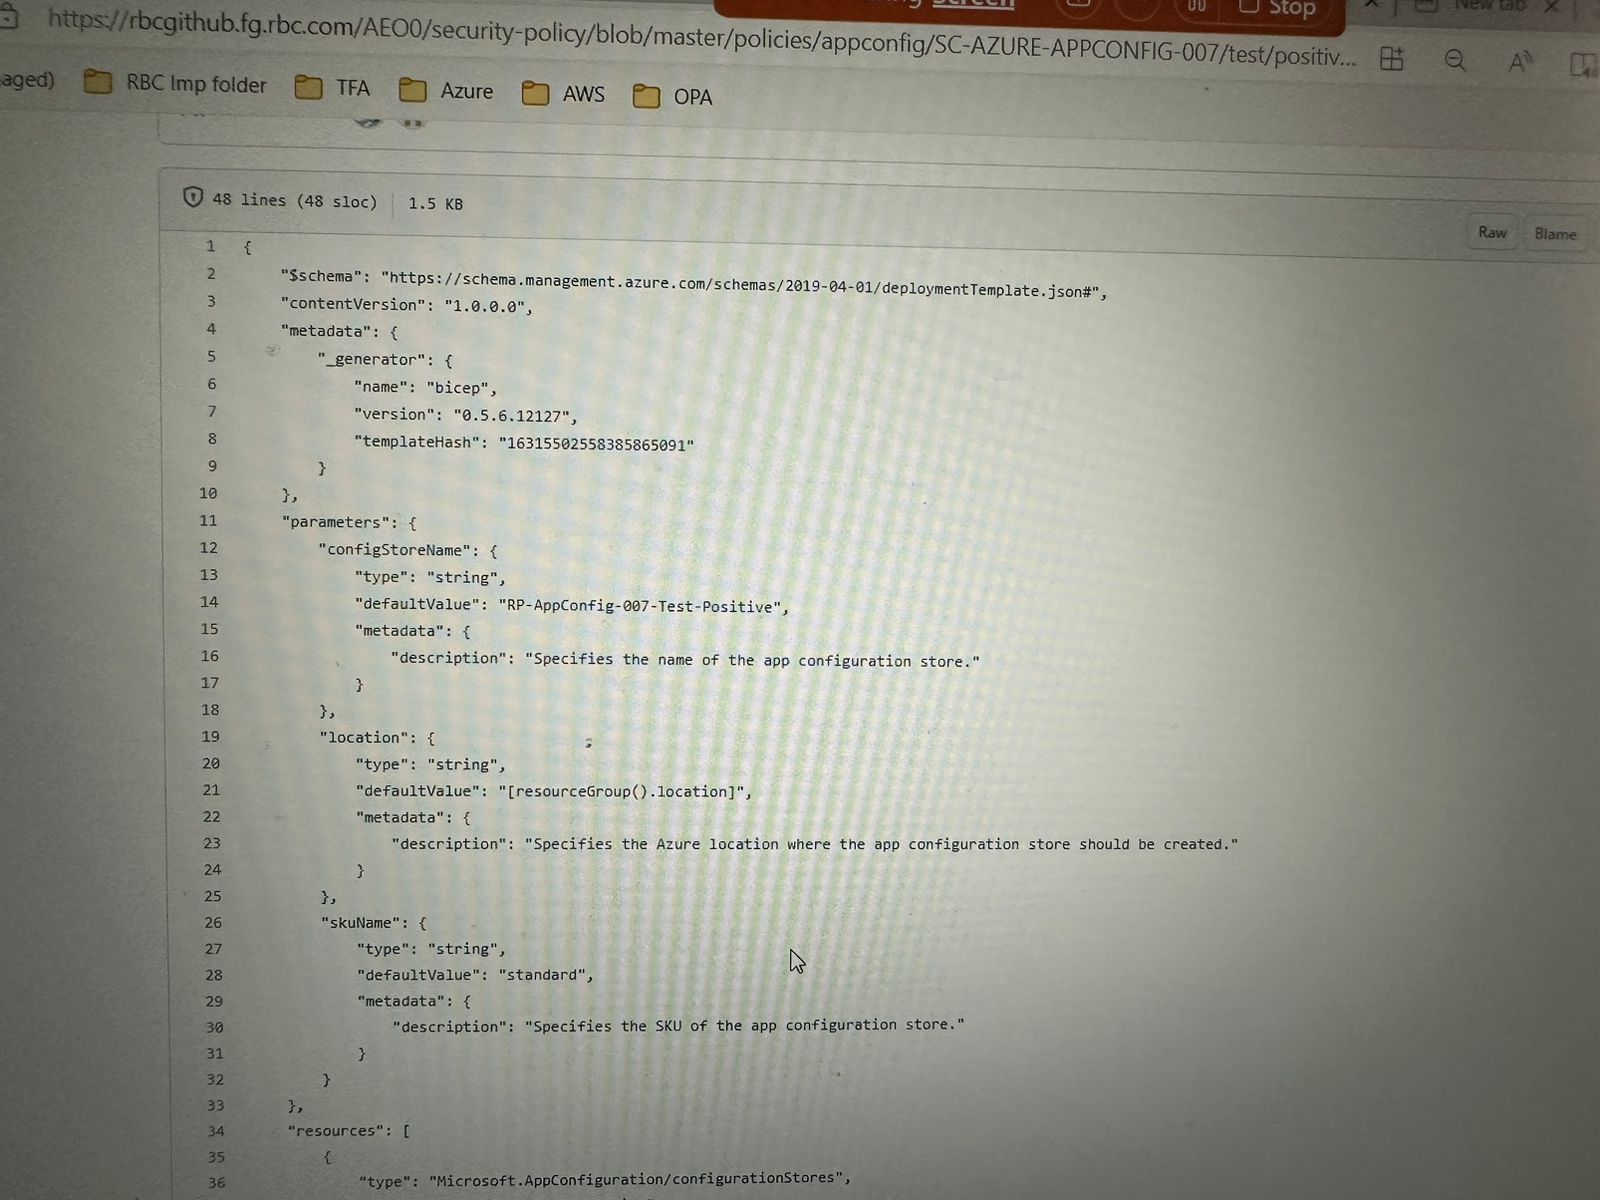 Screen
Stop
New tab
https://rbcgithub.fg.rbc.com/AEO0/security-policy/blob/master/policies/appconfig/SC-AZURE-APPCONFIG-007/test/positiv...
aged) RBC Imp folder TFA Azure AWS OPA
48 lines (48 sloc) 1.5 KB
Raw Blame
1 {
2 "$schema": "https://schema.management.azure.com/schemas/2019-04-01/deploymentTemplate.json#",
3 "contentVersion": "1.0.0.0",
4 "metadata": {
5 "_generator": {
6 "name": "bicep",
7 "version": "0.5.6.12127",
8 "templateHash": "16315502558385865091"
9 }
10 },
11 "parameters": {
12 "configStoreName": {
13 "type": "string",
14 "defaultValue": "RP-AppConfig-007-Test-Positive",
15 "metadata": {
16 "description": "Specifies the name of the app configuration store."
17 }
18 },
19 "location": {
20 "type": "string",
21 "defaultValue": "[resourceGroup().location]",
22 "metadata": {
23 "description": "Specifies the Azure location where the app configuration store should be created."
24 }
25 },
26 "skuName": {
27 "type": "string",
28 "defaultValue": "standard",
29 "metadata": {
30 "description": "Specifies the SKU of the app configuration store."
31 }
32 }
33 },
34 "resources": [
35 {
36 "type": "Microsoft.AppConfiguration/configurationStores",